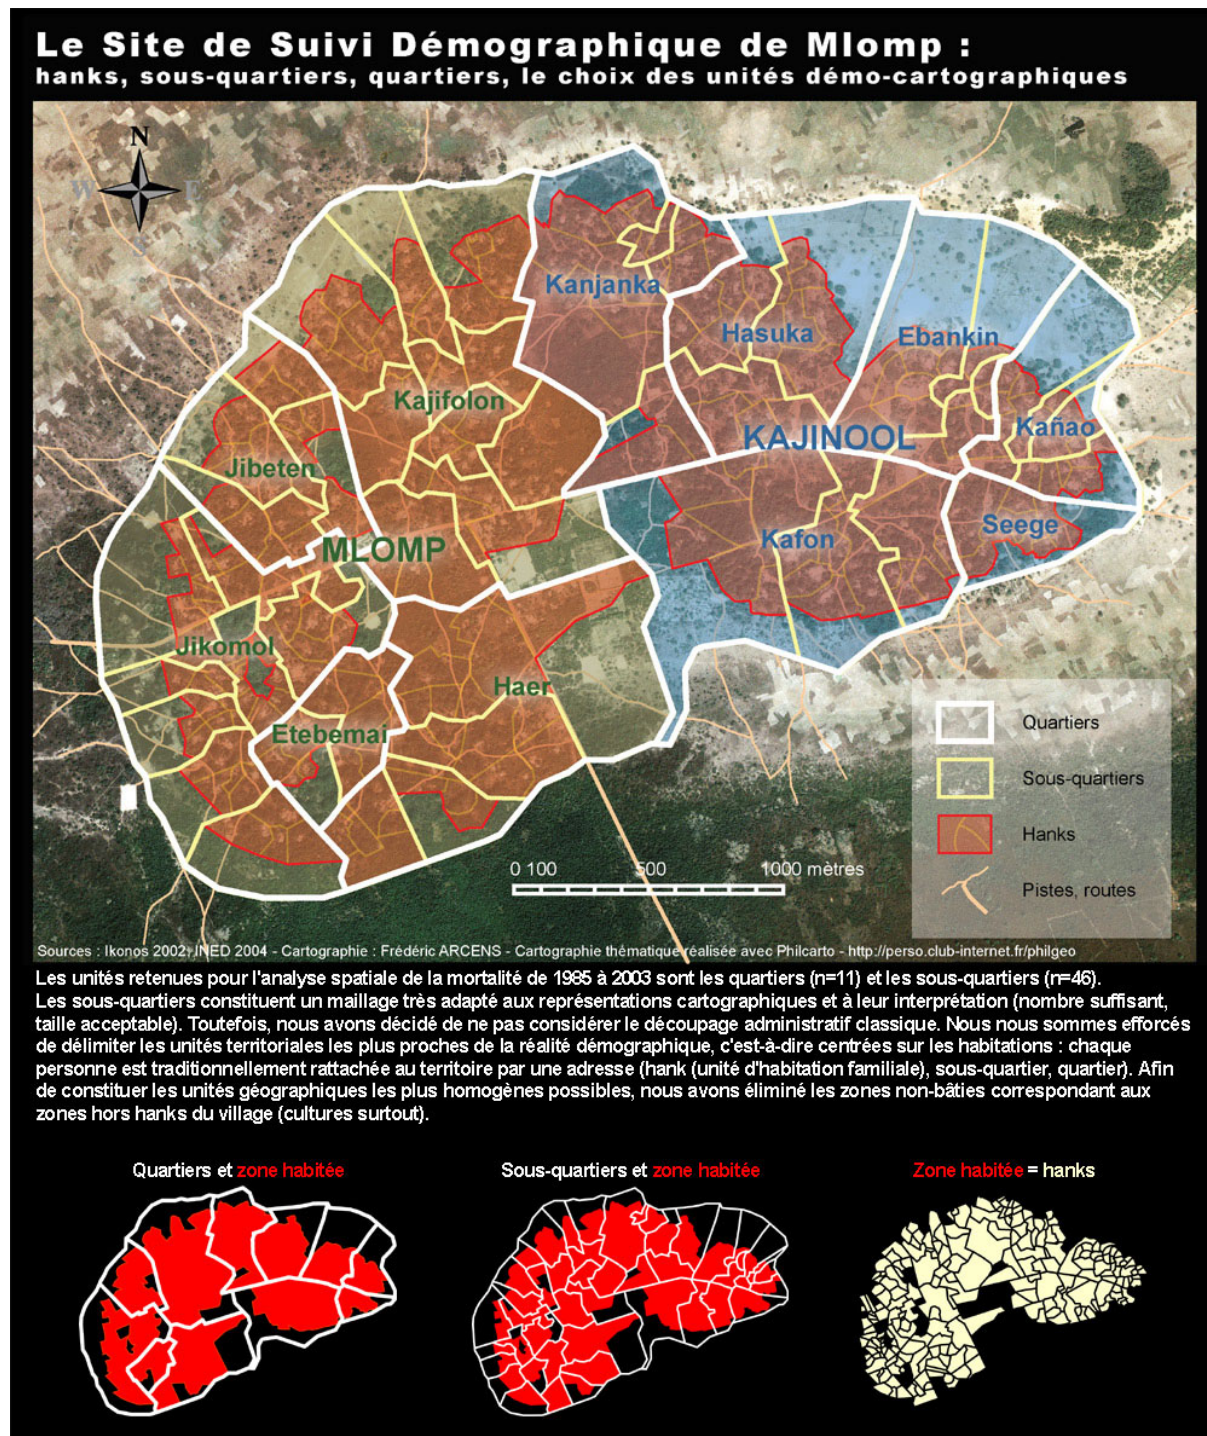 Le Site de Suivi Démographique de Mlomp :
hanks, sous-quartiers, quartiers, le choix des unités démo-cartographiques
N
W
E
S
Kanjanka
Hasuka
Ebankin
Kajifolon
KAJINOOL
Kañao
Jibeten
Seege
Kafon
MLOMP
Jikomol
Haer
Etebemai
Quartiers
Sous-quartiers
Hanks
Pistes, routes
0 100 500 1000 mètres
Sources : Ikonos 2002, INED 2004 - Cartographie : Frédéric ARCENS - Cartographie thématique réalisée avec Philcarto - http://perso.club-internet.fr/philgeo
Les unités retenues pour l'analyse spatiale de la mortalité de 1985 à 2003 sont les quartiers (n=11) et les sous-quartiers (n=46).
Les sous-quartiers constituent un maillage très adapté aux représentations cartographiques et à leur interprétation (nombre suffisant,
taille acceptable). Toutefois, nous avons décidé de ne pas considérer le découpage administratif classique. Nous nous sommes efforcés
de délimiter les unités territoriales les plus proches de la réalité démographique, c'est-à-dire centrées sur les habitations : chaque
personne est traditionnellement rattachée au territoire par une adresse (hank (unité d'habitation familiale), sous-quartier, quartier). Afin
de constituer les unités géographiques les plus homogènes possibles, nous avons éliminé les zones non-bâties correspondant aux
zones hors hanks du village (cultures surtout).
Quartiers et zone habitée
Sous-quartiers et zone habitée
Zone habitée = hanks